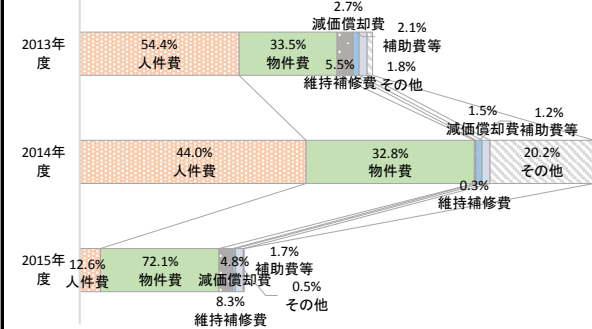 2.7%
減価償却費
2.1%
補助費等
2013年
度
54.4%
人件費
33.5%
物件費
5.5%
維持補修費
1.8%
その他
1.5%
減価償却費
1.2%
補助費等
2014年
度
44.0%
人件費
32.8%
物件費
20.2%
その他
0.3%
維持補修費
2015年
度
12.6%
人件費
72.1%
物件費
4.8%
減価償却費
1.7%
補助費等
0.5%
その他
8.3%
維持補修費